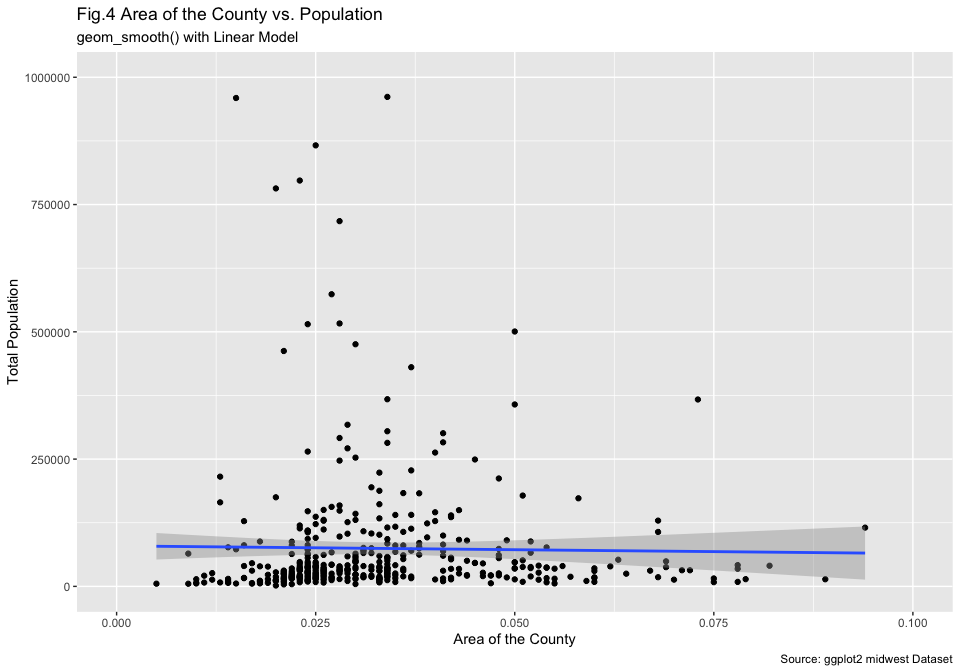 Fig.4 Area of the County vs. Population
geom_smooth() with Linear Model
1000000
750000
500000
250000
0
Total Population
0.000
0.025
0.050
0.075
0.100
Area of the County
Source: ggplot2 midwest Dataset